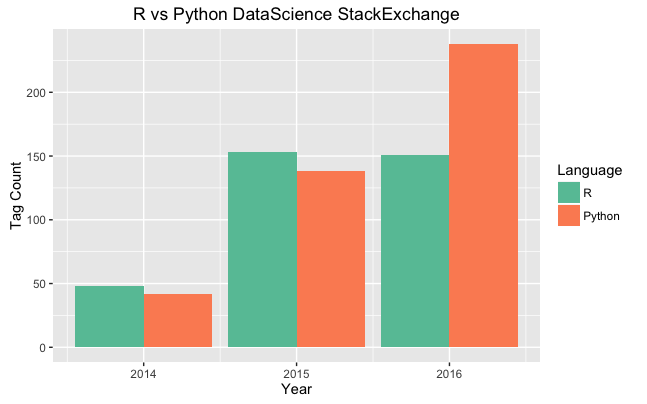 R vs Python DataScience StackExchange
200
150
100
50
0
Tag Count
2014 2015 2016
Year
Language
R
Python